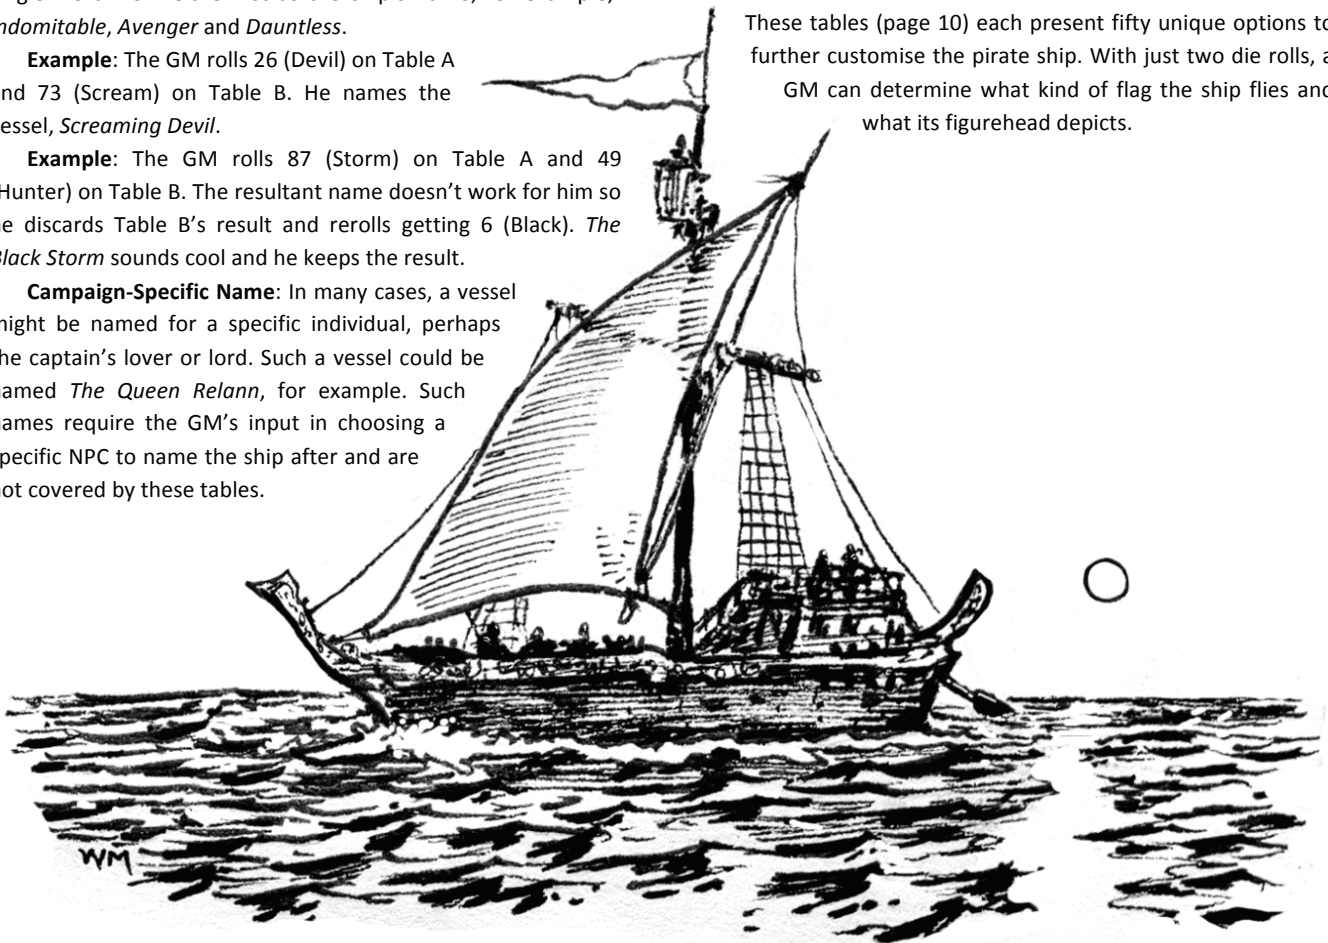 ndomitable, Avenger and Dauntless.
Example: The GM rolls 26 (Devil) on Table A
nd 73 (Scream) on Table B. He names the
essel, Screaming Devil.
Example: The GM rolls 87 (Storm) on Table A and 49
(Hunter) on Table B. The resultant name doesn't work for him so
he discards Table B's result and rerolls getting 6 (Black). The
Black Storm sounds cool and he keeps the result.
Campaign-Specific Name: In many cases, a vessel
might be named for a specific individual, perhaps
the captain's lover or lord. Such a vessel could be
named The Queen Relann, for example. Such
names require the GM's input in choosing a
specific NPC to name the ship after and are
not covered by these tables.
These tables (page 10) each present fifty unique options to
further customise the pirate ship. With just two die rolls, a
GM can determine what kind of flag the ship flies and
what its figurehead depicts.
WM